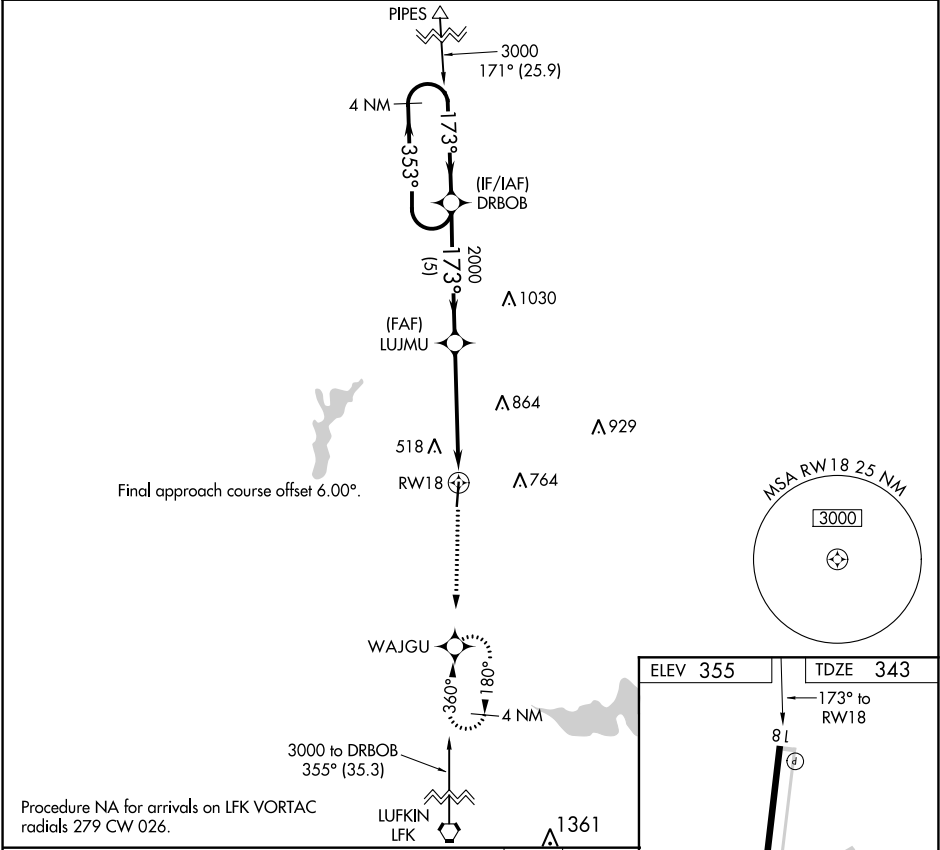 PIPES
3000
171° (25.9)
4 NM
173°
353°
(IF/IAF)
DRBOB
2000
173°
(5)
1030
(FAF)
LUJMU
864
929
518
RW18
764
Final approach course offset 6.00°.
MSA RW18 25 NM
3000
WAJGU
360°
180°
4 NM
3000 to DRBOB
355° (35.3)
LUFKIN
LFK
1361
Procedure NA for arrivals on LFK VORTAC
radials 279 CW 026.
ELEV 355
TDZE 343
173° to
RW18
18
P